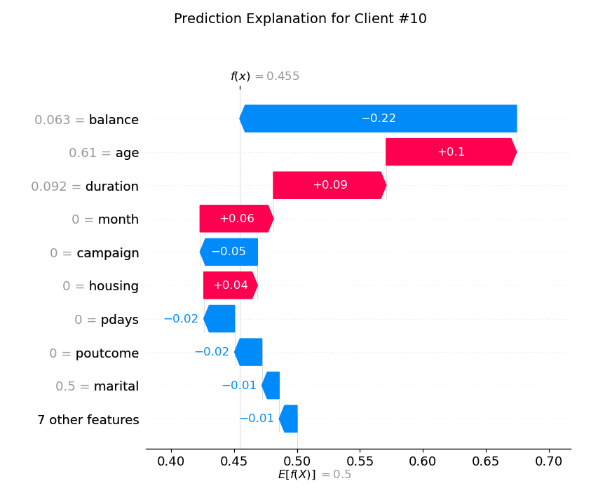 Prediction Explanation for Client #10
f(x) = 0.455
0.063 = balance
−0.22
0.61 = age
+0.1
0.092 = duration
+0.09
0 = month
+0.06
0 = campaign
−0.05
0 = housing
+0.04
0 = pdays
−0.02
0 = poutcome
−0.02
0.5 = marital
−0.01
7 other features
−0.01
0.40 0.45 0.50 0.55 0.60 0.65 0.70
E[f(X)] = 0.5